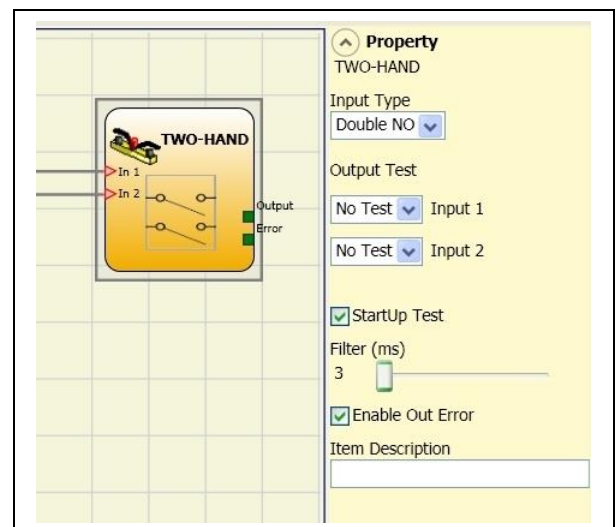 TWO-HAND
In 1
In 2
Output
Error
Property
TWO-HAND
Input Type
Double NO
Output Test
No Test Input 1
No Test Input 2
StartUp Test
Filter (ms)
3
Enable Out Error
Item Description